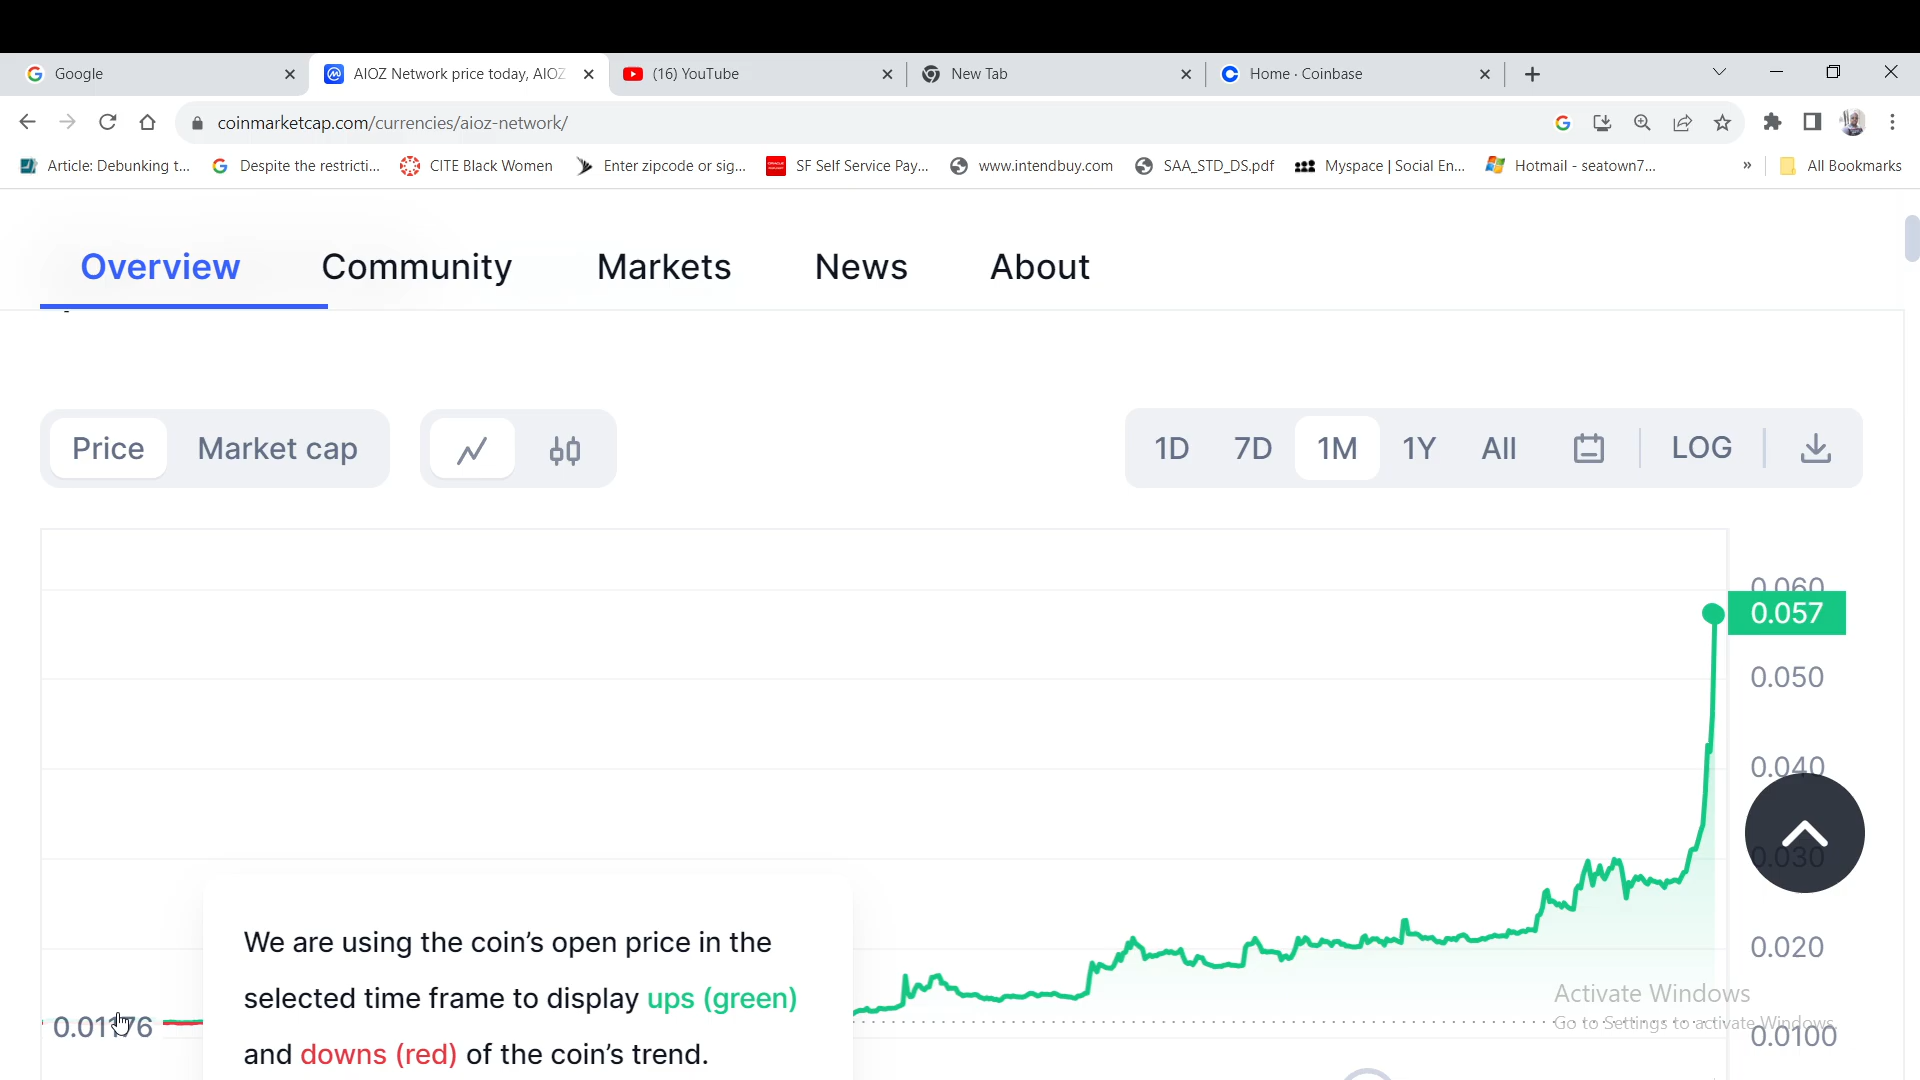 Google
AIOZ Network price today, AIOZ
(16) YouTube
New Tab
Home · Coinbase
coinmarketcap.com/currencies/aioz-network/
Article: Debunking t...
Despite the restricti...
CITE Black Women
Enter zipcode or sig...
SF Self Service Pay...
www.intendbuy.com
SAA_STD_DS.pdf
Myspace | Social En...
Hotmail - seatown7...
»
All Bookmarks
Overview
Community
Markets
News
About
Price
Market cap
1D
7D
1M
1Y
All
LOG
0.060
0.057
0.050
0.040
0.030
0.020
0.0100
We are using the coin's open price in the
selected time frame to display ups (green)
and downs (red) of the coin's trend.
0.01176
Activate Windows
Go to Settings to activate Windows.